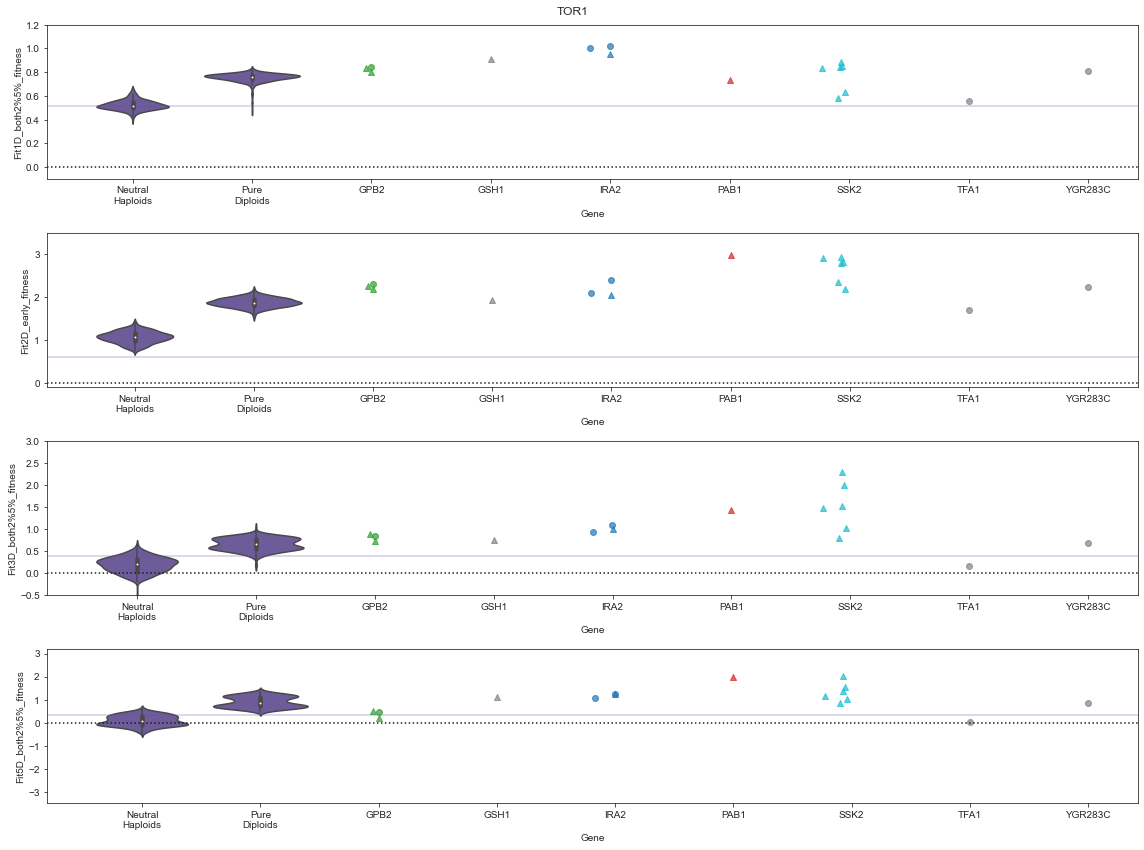 TOR1
Fit1D_both2%5%_fitness
1.2
1.0
0.8
0.6
0.4
0.2
0.0
Neutral Haploids
Pure Diploids
GPB2
GSH1
IRA2
PAB1
SSK2
TFA1
YGR283C
Gene
Fit2D_early_fitness
3
2
1
0
Neutral Haploids
Pure Diploids
GPB2
GSH1
IRA2
PAB1
SSK2
TFA1
YGR283C
Gene
Fit3D_both2%5%_fitness
3.0
2.5
2.0
1.5
1.0
0.5
0.0
−0.5
Neutral Haploids
Pure Diploids
GPB2
GSH1
IRA2
PAB1
SSK2
TFA1
YGR283C
Gene
Fit5D_both2%5%_fitness
3
2
1
0
−1
−2
−3
Neutral Haploids
Pure Diploids
GPB2
GSH1
IRA2
PAB1
SSK2
TFA1
YGR283C
Gene